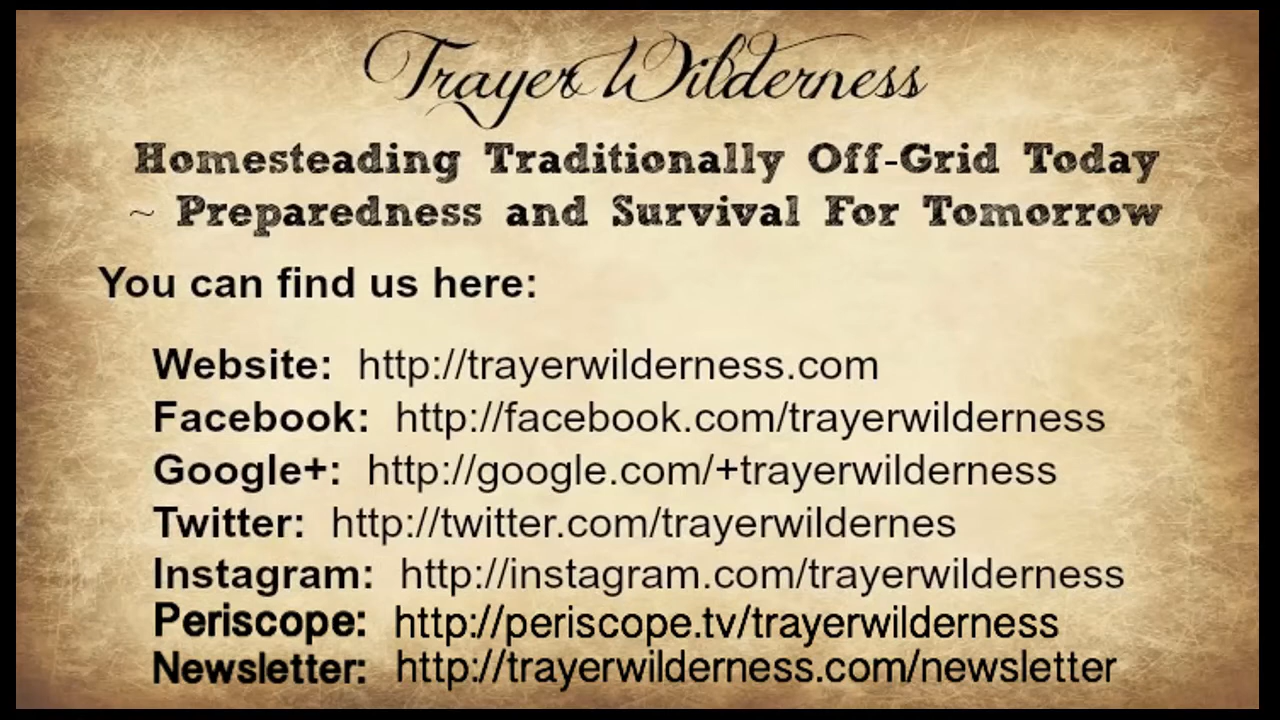 Trayer Wilderness
Homesteading Traditionally Off-Grid Today
~ Preparedness and Survival For Tomorrow
You can find us here:
Website: http://trayerwilderness.com
Facebook: http://facebook.com/trayerwilderness
Google+: http://google.com/+trayerwilderness
Twitter: http://twitter.com/trayerwildernes
Instagram: http://instagram.com/trayerwilderness
Periscope: http://periscope.tv/trayerwilderness
Newsletter: http://trayerwilderness.com/newsletter